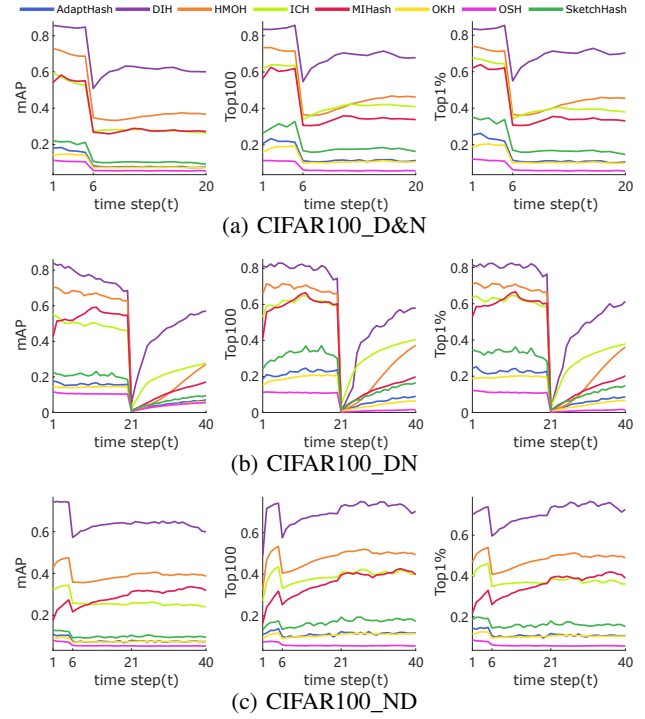 AdaptHash DIH HMOH ICH MIHash OKH OSH SketchHash
mAP
0.8
0.6
0.4
0.2
1 6 20
time step(t)
Top100
0.8
0.6
0.4
0.2
1 6 20
time step(t)
Top1%
0.8
0.6
0.4
0.2
1 6 20
time step(t)
(a) CIFAR100_D&N
mAP
0.8
0.6
0.4
0.2
0
1 21 40
time step(t)
Top100
0.8
0.6
0.4
0.2
0
1 21 40
time step(t)
Top1%
0.8
0.6
0.4
0.2
0
1 21 40
time step(t)
(b) CIFAR100_DN
mAP
0.6
0.4
0.2
1 6 21 40
time step(t)
Top100
0.6
0.4
0.2
1 6 21 40
time step(t)
Top1%
0.6
0.4
0.2
1 6 21 40
time step(t)
(c) CIFAR100_ND